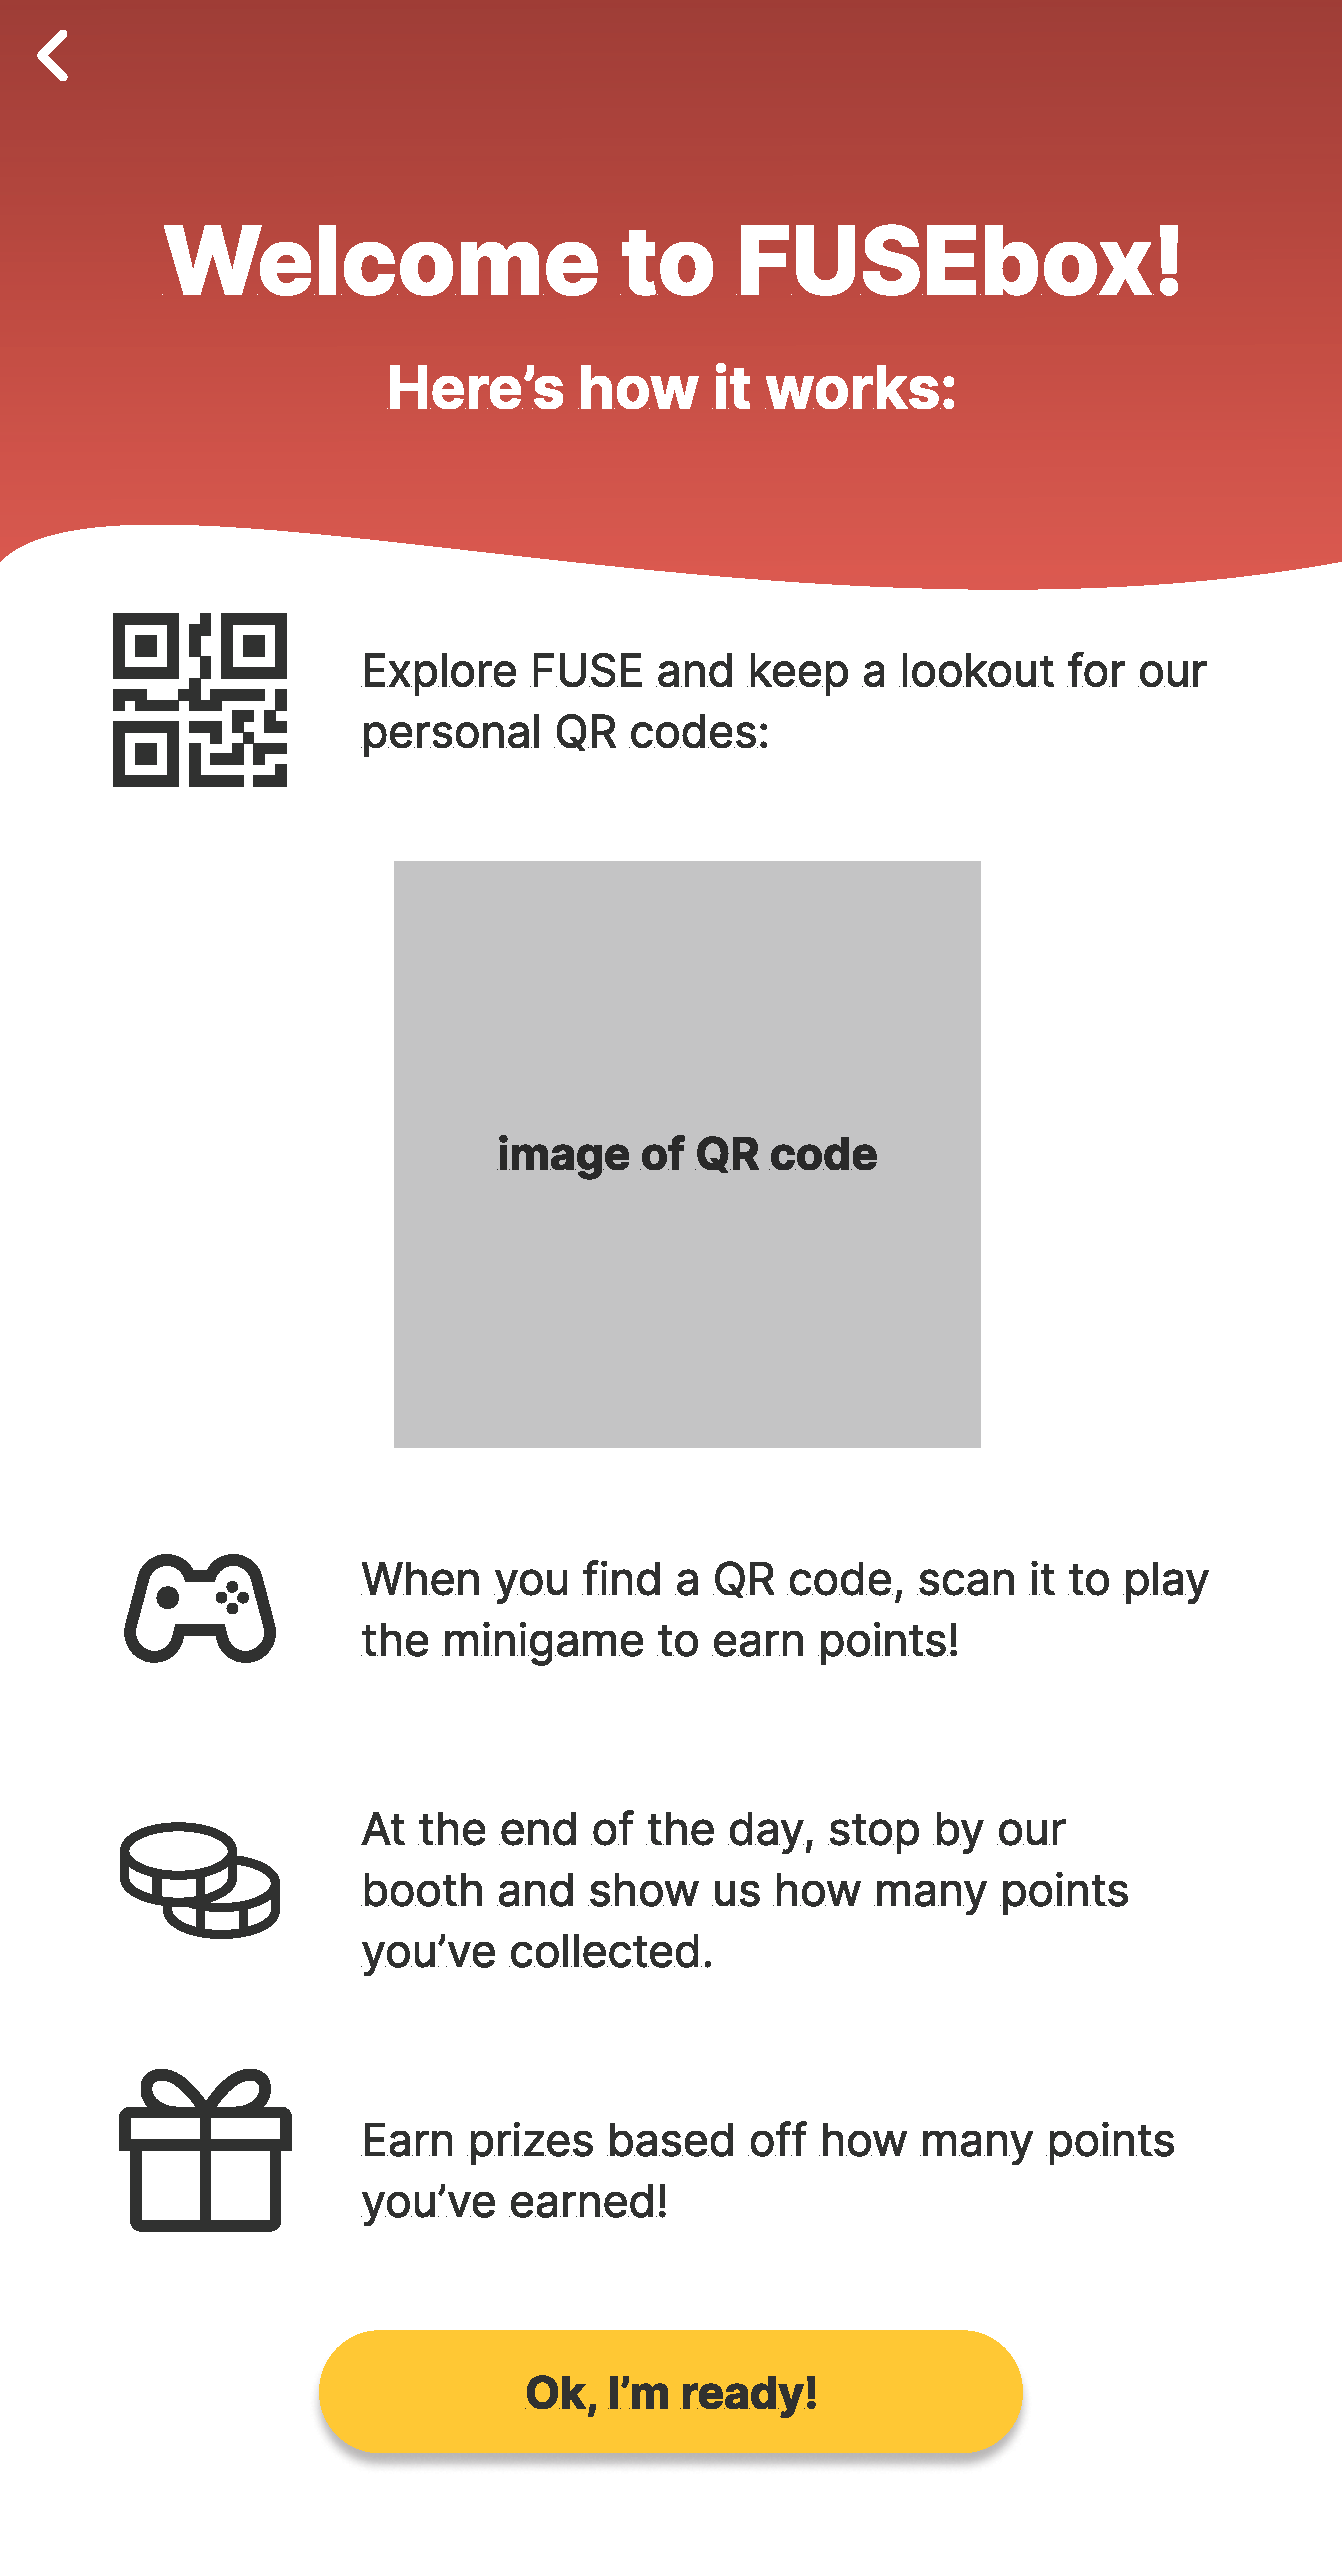 Welcome to FUSEbox!
Here’s how it works:
Explore FUSE and keep a lookout for our
personal QR codes:
image of QR code
When you find a QR code, scan it to play
the minigame to earn points!
At the end of the day, stop by our
booth and show us how many points
you’ve collected.
Earn prizes based off how many points
you’ve earned!
Ok, I’m ready!